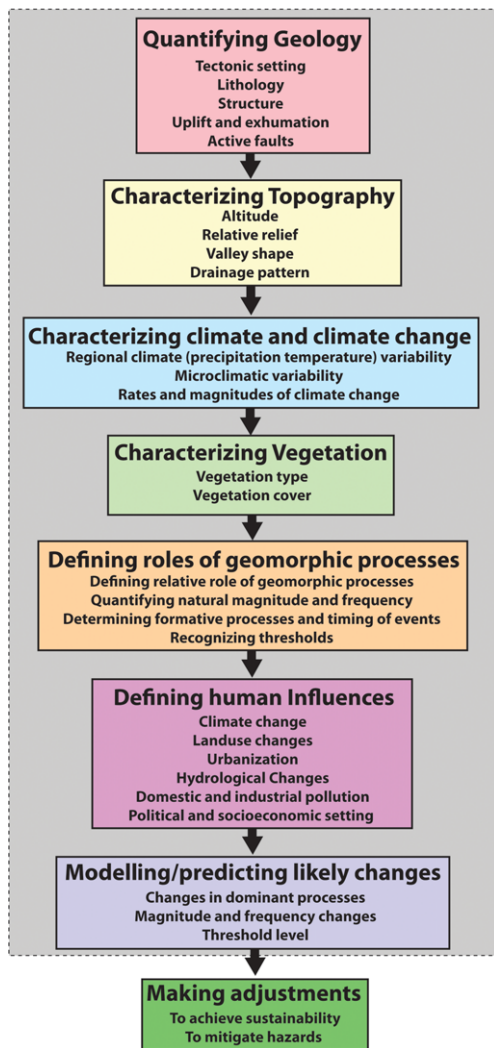 Quantifying Geology
Tectonic setting
Lithology
Structure
Uplift and exhumation
Active faults
Characterizing Topography
Altitude
Relative relief
Valley shape
Drainage pattern
Characterizing climate and climate change
Regional climate (precipitation temperature) variability
Microclimatic variability
Rates and magnitudes of climate change
Characterizing Vegetation
Vegetation type
Vegetation cover
Defining roles of geomorphic processes
Defining relative role of geomorphic processes
Quantifying natural magnitude and frequency
Determining formative processes and timing of events
Recognizing thresholds
Defining human Influences
Climate change
Landuse changes
Urbanization
Hydrological Changes
Domestic and industrial pollution
Political and socioeconomic setting
Modelling/predicting likely changes
Changes in dominant processes
Magnitude and frequency changes
Threshold level
Making adjustments
To achieve sustainability
To mitigate hazards